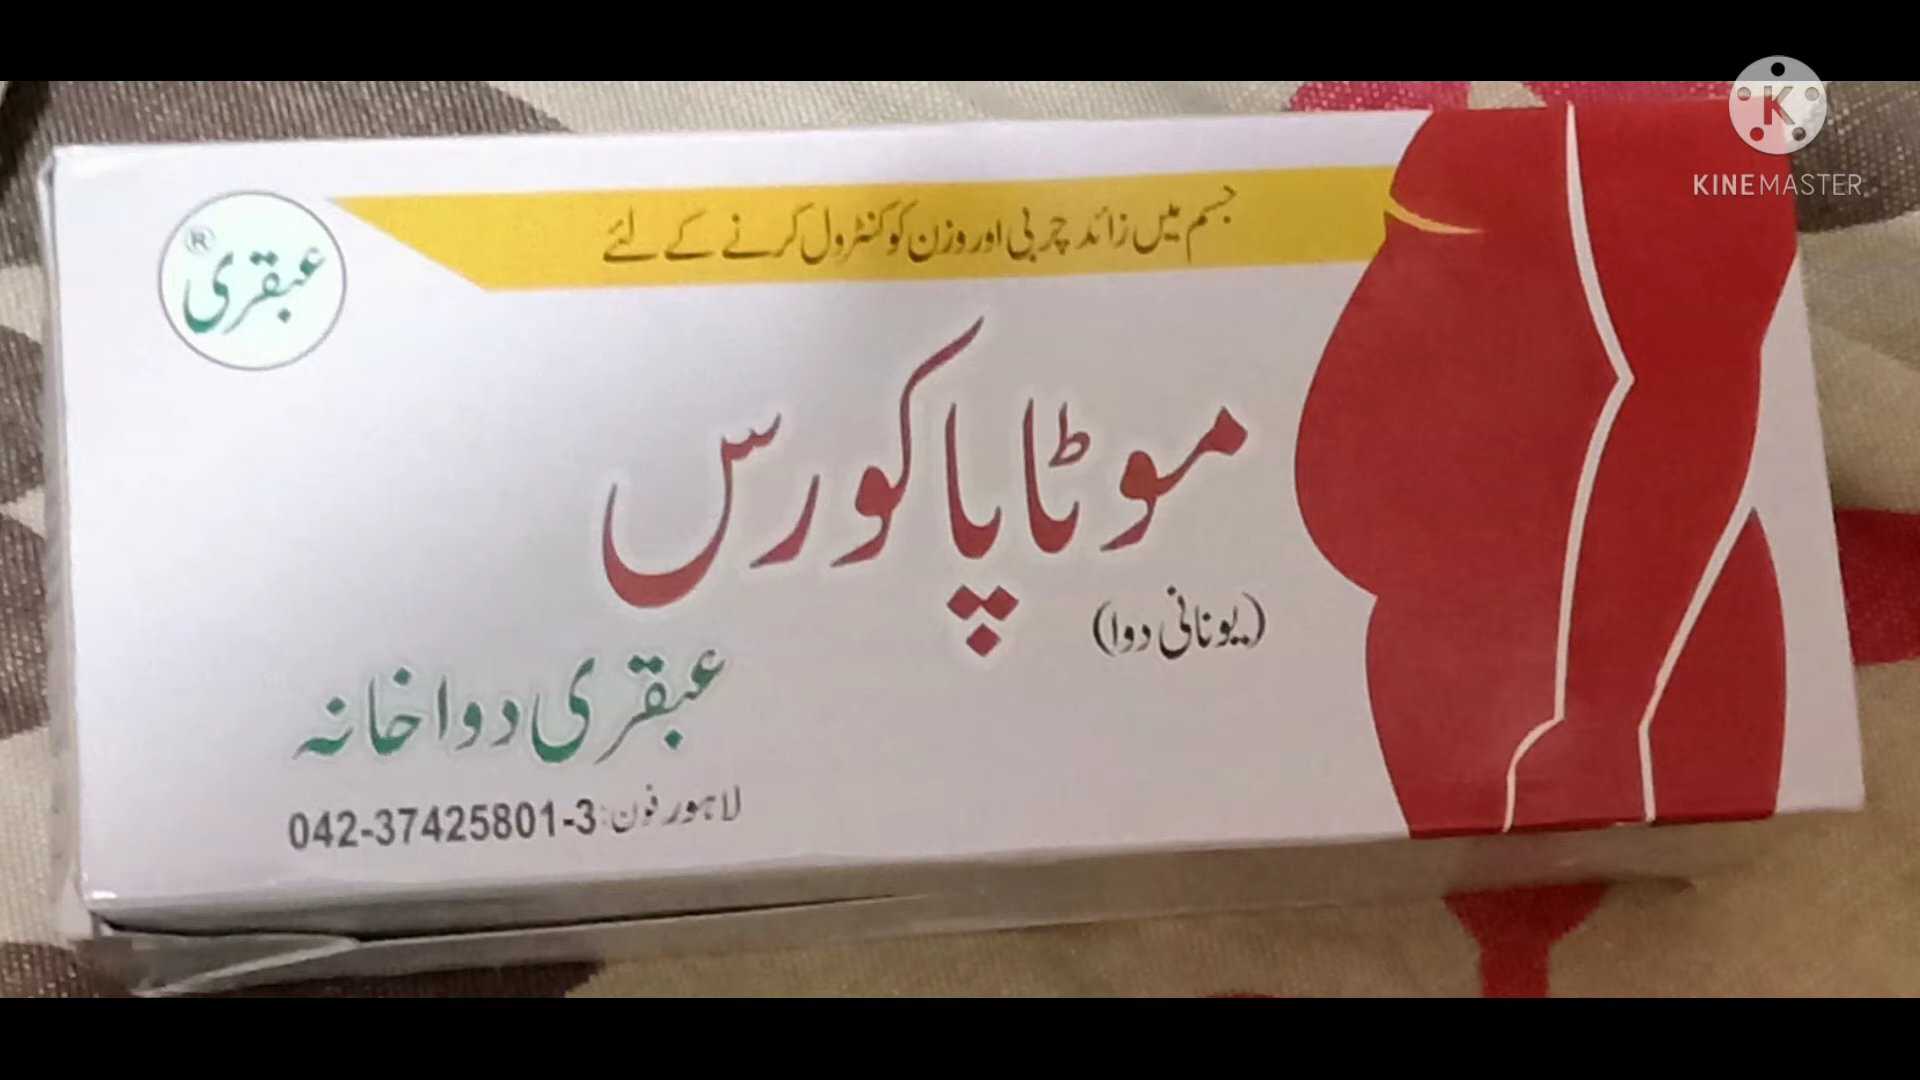 جسم میں زائد چربی اور وزن کو کنٹرول کرنے کے لئے
عبقری®
موٹاپا کورس
(یونانی دوا)
عبقری دواخانہ
لاہور فون: 042-37425801-3
K
KINEMASTER